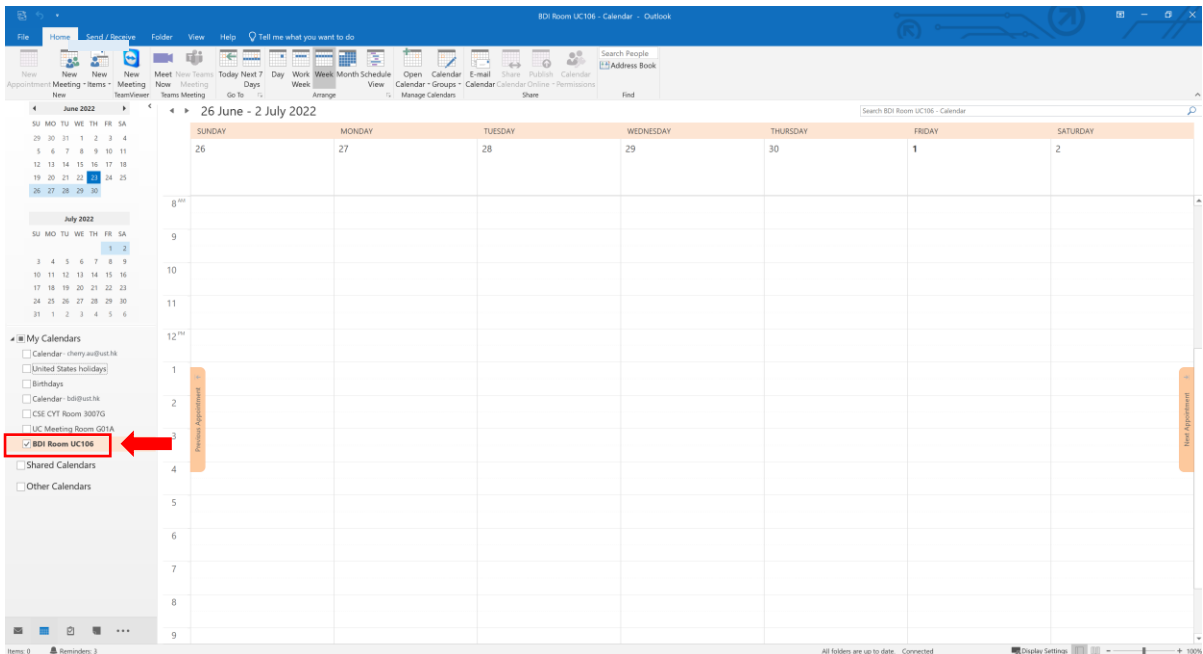 BDI Room UC106 - Calendar - Outlook
File Home Send / Receive Folder View Help Tell me what you want to do
New Appointment
New Meeting
New Items
New Meeting
Meet Now
New Teams Meeting
Today
Next 7 Days
Day
Work Week
Week
Month
Schedule View
Open Calendar
Calendar Groups
E-mail Calendar
Share Calendar
Publish Online
Calendar Permissions
Search People
Address Book
New TeamViewer Teams Meeting Go To Arrange Manage Calendars Share Find
June 2022
SU MO TU WE TH FR SA
29 30 31 1 2 3 4
5 6 7 8 9 10 11
12 13 14 15 16 17 18
19 20 21 22 23 24 25
26 27 28 29 30
July 2022
SU MO TU WE TH FR SA
1 2
3 4 5 6 7 8 9
10 11 12 13 14 15 16
17 18 19 20 21 22 23
24 25 26 27 28 29 30
31 1 2 3 4 5 6
My Calendars
Calendar - cherry.au@ust.hk
United States holidays
Birthdays
Calendar - bdi@ust.hk
CSE CYT Room 3007G
UC Meeting Room G01A
BDI Room UC106
Shared Calendars
Other Calendars
26 June - 2 July 2022
Search BDI Room UC106 - Calendar
SUNDAY MONDAY TUESDAY WEDNESDAY THURSDAY FRIDAY SATURDAY
26 27 28 29 30 1 2
8 AM
9
10
11
12 PM
1
2
3
4
5
6
7
8
9
Previous Appointment
Next Appointment
Items: 0 Reminders: 3 All folders are up to date. Connected Display Settings 100%